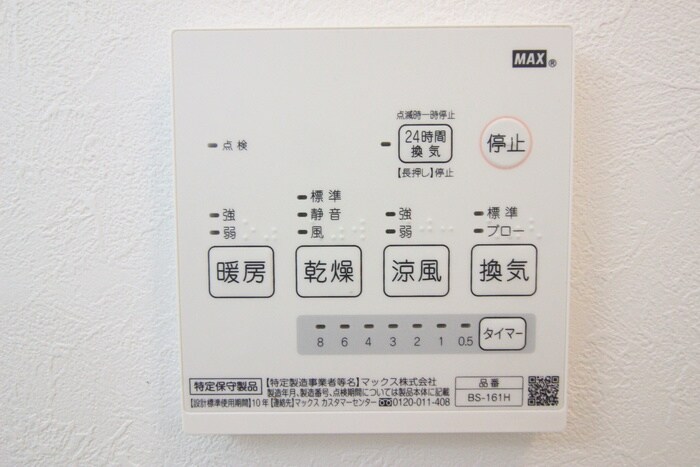 MAX®
点滅時一時停止
点検
24時間
換気
停止
【長押し】停止
標準
強 静音 強 標準
弱 風 弱 ブロー
暖房 乾燥 涼風 換気
8 6 4 3 2 1 0.5 タイマー
特定保守製品 【特定製造事業者等名】マックス株式会社 品番
製造年月、製造番号、点検期間については製品本体に記載
【設計標準使用期間】10年【連絡先】マックス カスタマーセンター 0120-011-408 BS-161H